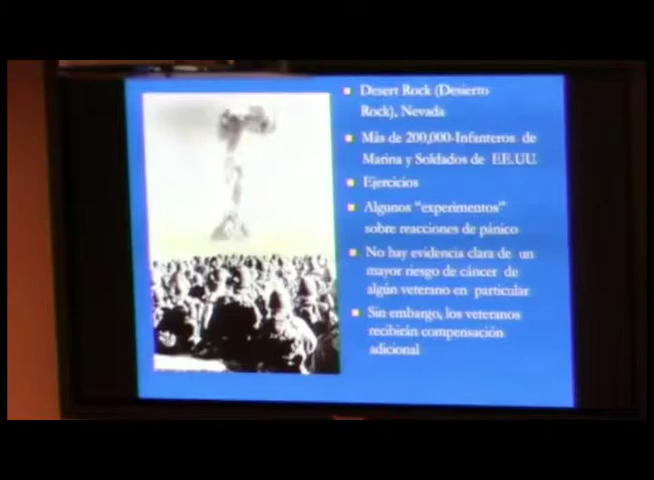 Desert Rock (Desierto
Rock), Nevada
Más de 200,000-Infanteros de
Marina y Soldados de EE.UU.
Ejercicios
Algunos "experimentos"
sobre reacciones de pánico
No hay evidencia clara de un
mayor riesgo de cáncer de
algún veterano en particular
Sin embargo, los veteranos
recibirán compensación
adicional